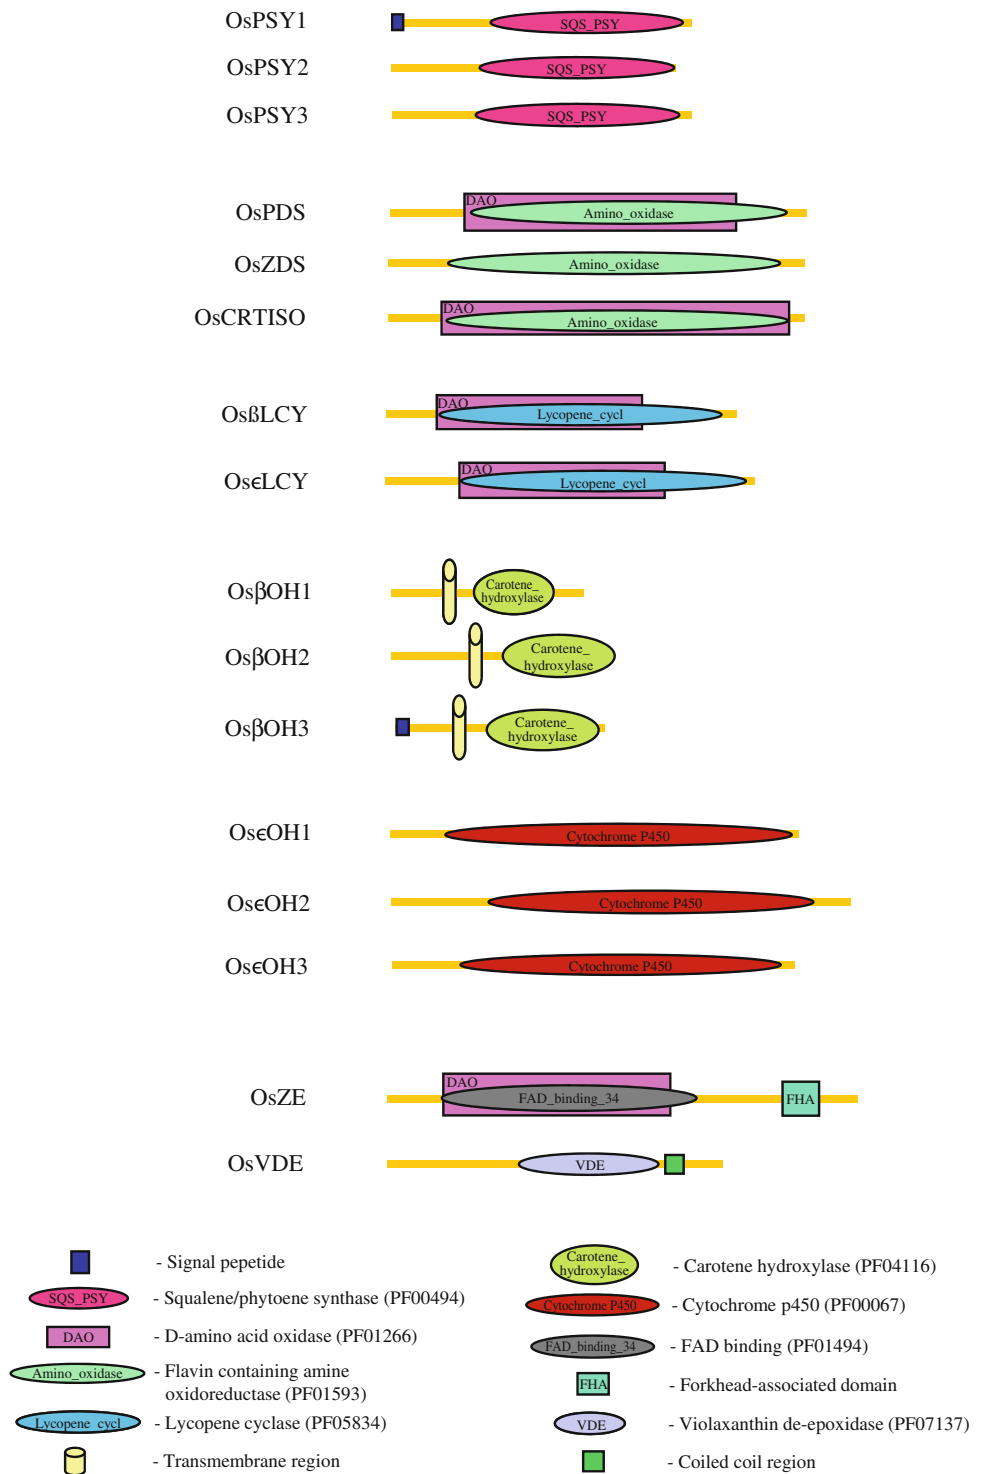 OsPSY1
SQS_PSY
OsPSY2
SQS_PSY
OsPSY3
SQS_PSY
OsPDS
DAO
Amino_oxidase
OsZDS
Amino_oxidase
OsCRTISO
DAO
Amino_oxidase
OsßLCY
DAO
Lycopene_cycl
OsϵLCY
DAO
Lycopene_cycl
OsβOH1
Carotene_
hydroxylase
OsβOH2
Carotene_
hydroxylase
OsβOH3
Carotene_
hydroxylase
OsϵOH1
Cytochrome P450
OsϵOH2
Cytochrome P450
OsϵOH3
Cytochrome P450
OsZE
DAO
FAD_binding_34
FHA
OsVDE
VDE
- Signal pepetide
SQS_PSY
- Squalene/phytoene synthase (PF00494)
DAO
- D-amino acid oxidase (PF01266)
Amino_oxidase
- Flavin containing amine
oxidoreductase (PF01593)
Lycopene_cycl
- Lycopene cyclase (PF05834)
- Transmembrane region
Carotene_
hydroxylase
- Carotene hydroxylase (PF04116)
Cytochrome P450
- Cytochrome p450 (PF00067)
FAD_binding_34
- FAD binding (PF01494)
FHA
- Forkhead-associated domain
VDE
- Violaxanthin de-epoxidase (PF07137)
- Coiled coil region